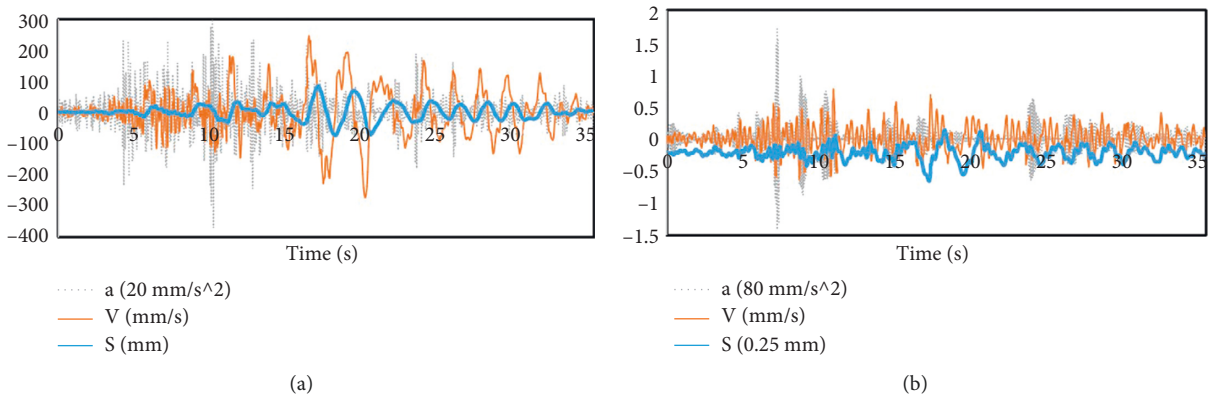 300
200
100
0
−100
−200
−300
−400
0 5 10 15 20 25 30 35
Time (s)
a (20 mm/s^2)
V (mm/s)
S (mm)
(a)
2
1.5
1
0.5
0
−0.5
−1
−1.5
0 5 10 15 20 25 30 35
Time (s)
a (80 mm/s^2)
V (mm/s)
S (0.25 mm)
(b)